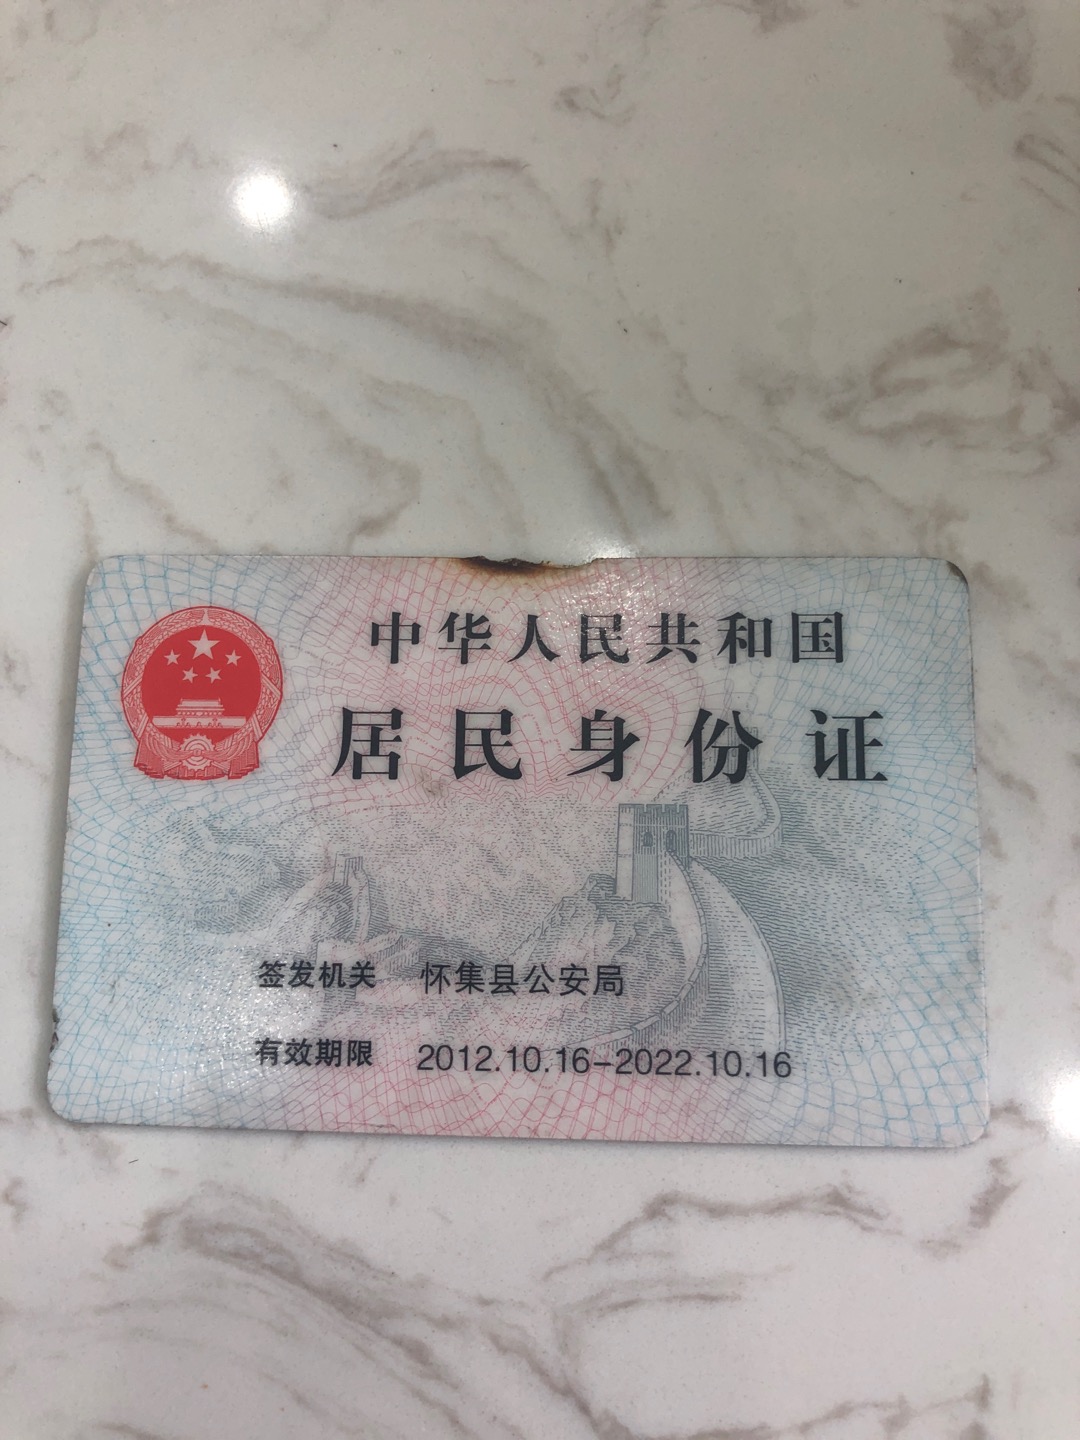 中华人民共和国
居民身份证
签发机关 怀集县公安局
有效期限 2012.10.16-2022.10.16